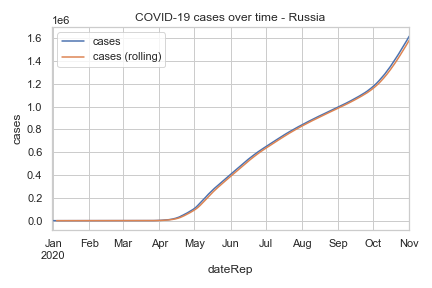 COVID-19 cases over time - Russia
1e6
cases
cases (rolling)
1.6
1.4
1.2
1.0
0.8
0.6
0.4
0.2
0.0
cases
Jan Feb Mar Apr May Jun Jul Aug Sep Oct Nov
2020
dateRep